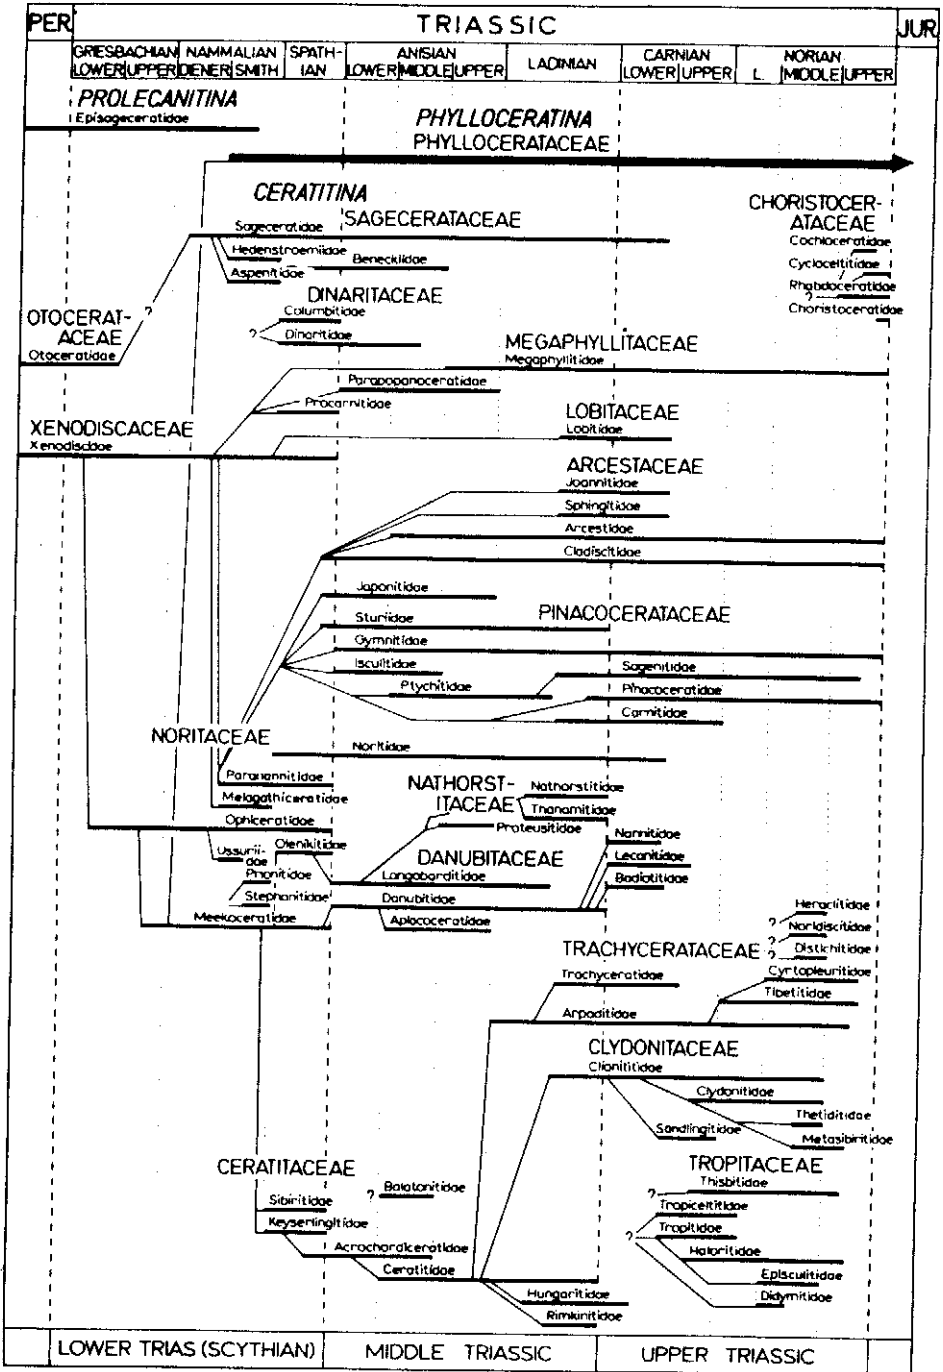 PER
TRIASSIC
JUR
GRIESBACHIAN
NAMMALIAN
SPATH-
IAN
ANISIAN
LADINIAN
CARNIAN
NORIAN
LOWER
UPPER
DIENER
SMITH
LOWER
MIDDLE
UPPER
LOWER
UPPER
L.
MIDDLE
UPPER
PROLECANITINA
Episageceratidae
PHYLLOCERATINA
PHYLLOCERATACEAE
CERATITINA
SAGECERATACEAE
Sageceratidae
Hedenstroemiidae
Beneckiidae
Aspenitidae
CHORISTOCER-
ATACEAE
Cochloceratidae
Cycloceltitidae
Rhabdoceratidae
?
Choristoceratidae
DINARITACEAE
Columbitidae
?
Dinaritidae
OTOCERAT-
ACEAE
?
Otoceratidae
MEGAPHYLLITACEAE
Megaphyllitidae
Parapopanoceratidae
Procarnitidae
XENODISCACEAE
Xenodiscidae
LOBITACEAE
Lobitidae
ARCESTACEAE
Joannitidae
Sphingitidae
Arcestidae
Cladiscitidae
Japonitidae
PINACOCERATACEAE
Sturiidae
Gymnitidae
Isculitidae
Sagenitidae
Ptychitidae
Pinacoceratidae
Carnitidae
NORITACEAE
Noritidae
Paranannitidae
Melagathiceratidae
NATHORST-
ITACEAE
Nathorstitidae
Thanamitidae
Proteusitidae
Ophiceratidae
Ussurii-
dae
Olenikitidae
DANUBITACEAE
Nannitidae
Lecanitidae
Badiotitidae
Prionitidae
Longobarditidae
Stephanitidae
Danubitidae
Meekoceratidae
Aplococeratidae
Heraclitidae
?
Noridiscitidae
?
Distichitidae
?
TRACHYCERATACEAE
Cyrtopleuritidae
Trachyceratidae
Tibetitidae
Arpaditidae
CLYDONITACEAE
Clionititidae
Clydonitidae
Thetiditidae
Sandlingitidae
Metasibiritidae
CERATITACEAE
Balatonitidae
?
TROPITACEAE
Thisbitidae
?
Sibiritidae
Tropiceltitidae
Keyserlingitidae
Tropitidae
?
Acrochordiceratidae
Haloritidae
Ceratitidae
Episculitidae
Hungaritidae
Didymitidae
Rimkinitidae
LOWER TRIAS (SCYTHIAN)
MIDDLE TRIASSIC
UPPER TRIASSIC